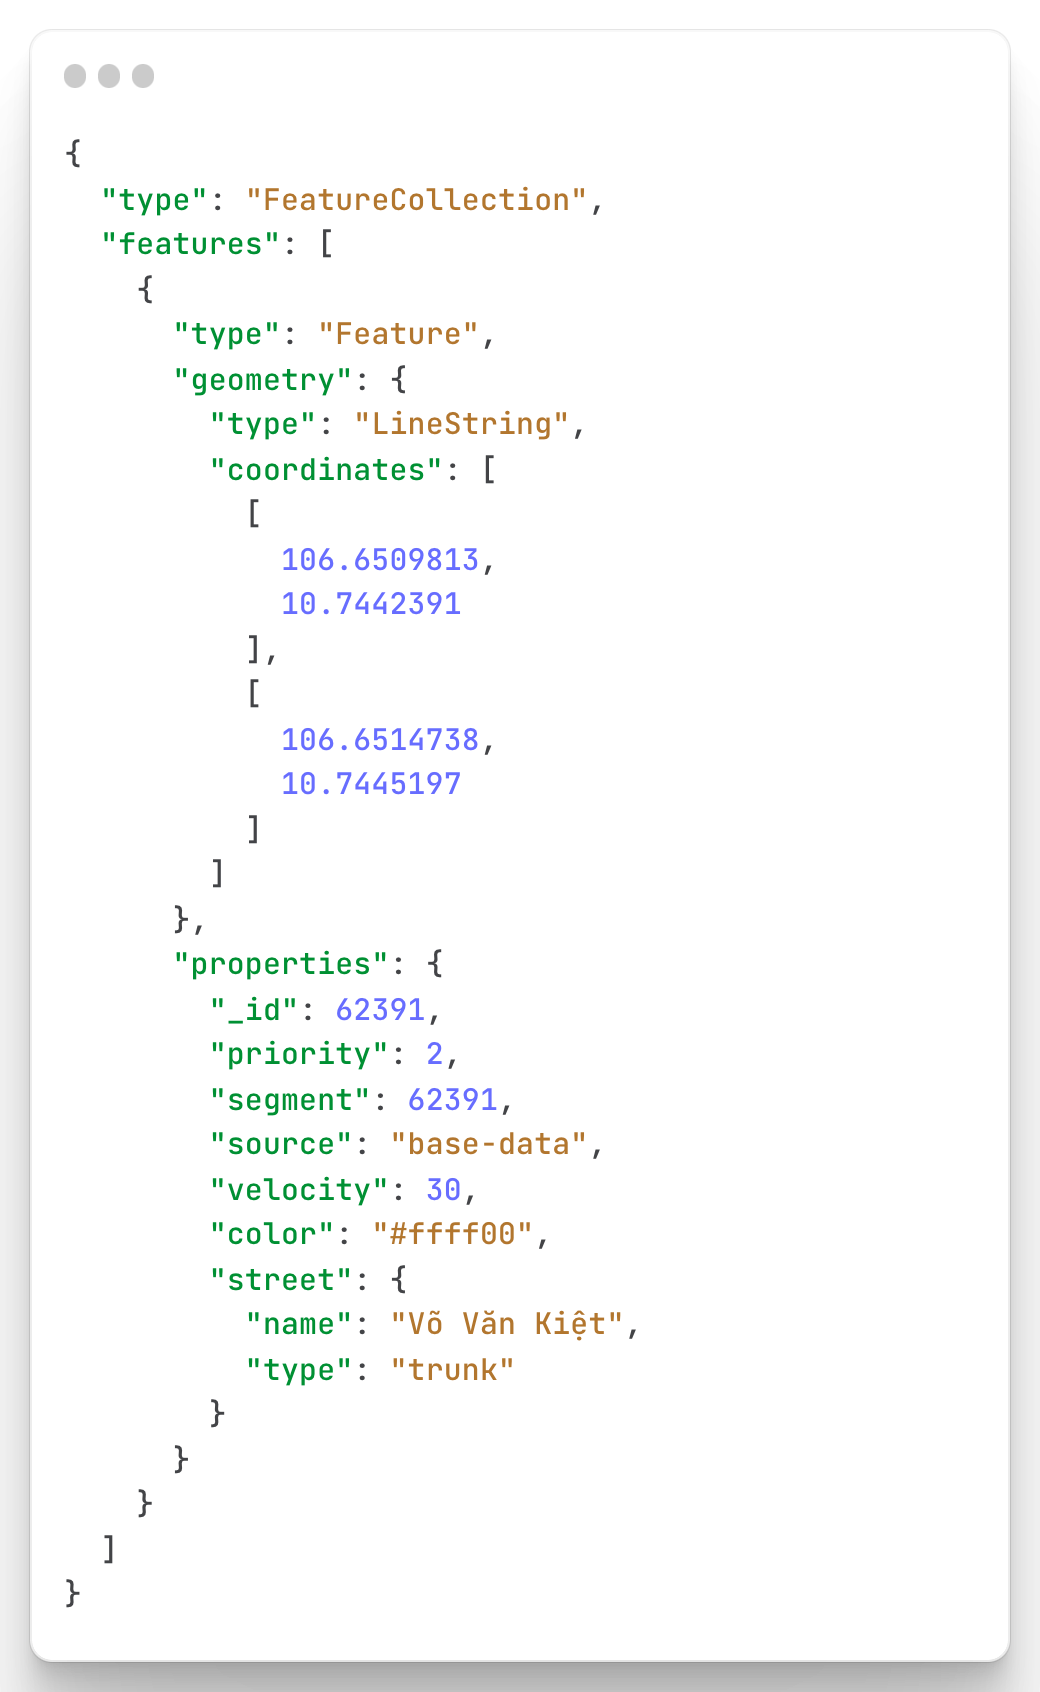 {
  "type": "FeatureCollection",
  "features": [
    {
      "type": "Feature",
      "geometry": {
        "type": "LineString",
        "coordinates": [
          [
            106.6509813,
            10.7442391
          ],
          [
            106.6514738,
            10.7445197
          ]
        ]
      },
      "properties": {
        "_id": 62391,
        "priority": 2,
        "segment": 62391,
        "source": "base-data",
        "velocity": 30,
        "color": "#ffff00",
        "street": {
          "name": "Võ Văn Kiệt",
          "type": "trunk"
        }
      }
    }
  ]
}